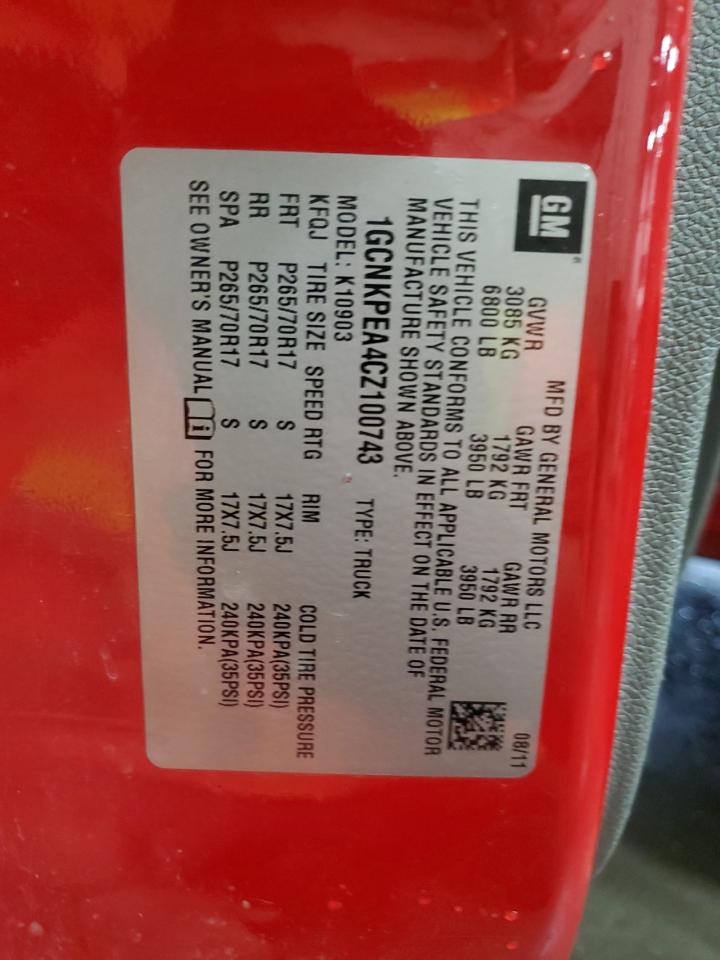 GM
MFD BY GENERAL MOTORS LLC 08/11
GVWR GAWR FRT GAWR RR
3085 KG 1792 KG 1792 KG
6800 LB 3950 LB 3950 LB
THIS VEHICLE CONFORMS TO ALL APPLICABLE U.S. FEDERAL MOTOR
VEHICLE SAFETY STANDARDS IN EFFECT ON THE DATE OF
MANUFACTURE SHOWN ABOVE.
1GCNKPEA4CZ100743 TYPE: TRUCK
MODEL: K10903
KFQJ TIRE SIZE SPEED RTG RIM COLD TIRE PRESSURE
FRT P265/70R17 S 17X7.5J 240KPA(35PSI)
RR P265/70R17 S 17X7.5J 240KPA(35PSI)
SPA P265/70R17 S 17X7.5J 240KPA(35PSI)
SEE OWNER'S MANUAL i FOR MORE INFORMATION.